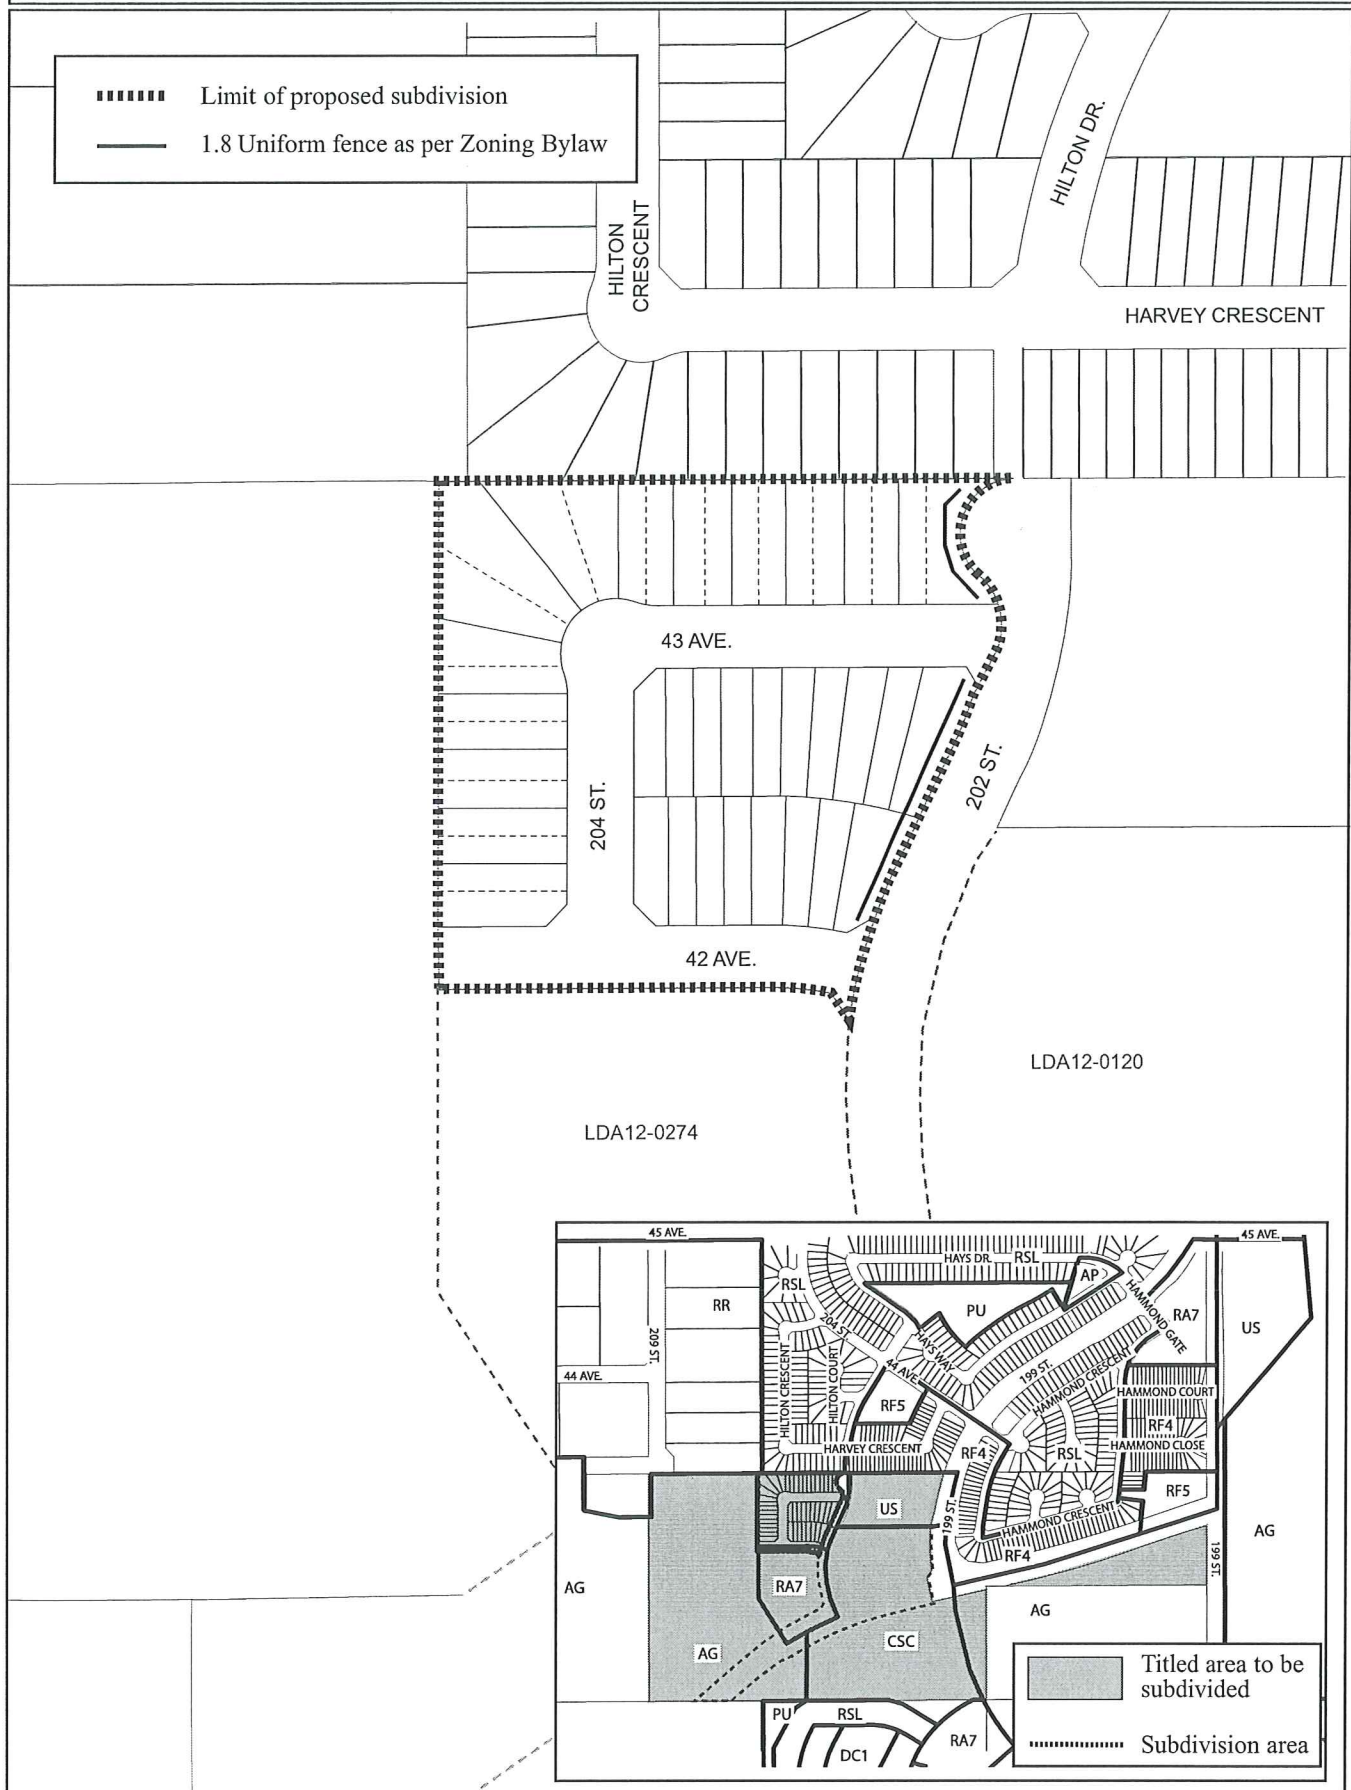 Limit of proposed subdivision
1.8 Uniform fence as per Zoning Bylaw
HILTON DR.
HILTON
CRESCENT
HARVEY CRESCENT
43 AVE.
202 ST.
204 ST.
42 AVE.
LDA12-0120
LDA12-0274
45 AVE.
45 AVE.
HAYS DR.
RSL
RSL
AP
RR
PU
HAMMOND GATE
RA7
US
204 ST.
209 ST.
HAYS WAY
199 ST.
HILTON CRESCENT
HILTON COURT
44 AVE
44 AVE.
HAMMOND CRESCENT
HAMMOND COURT
RF5
RF4
HARVEY CRESCENT
RF4
RSL
HAMMOND CLOSE
RF5
US
199 ST.
HAMMOND CRESCENT
AG
RF4
199 ST.
AG
RA7
AG
CSC
AG
Titled area to be
subdivided
PU
RSL
RA7
DC1
Subdivision area